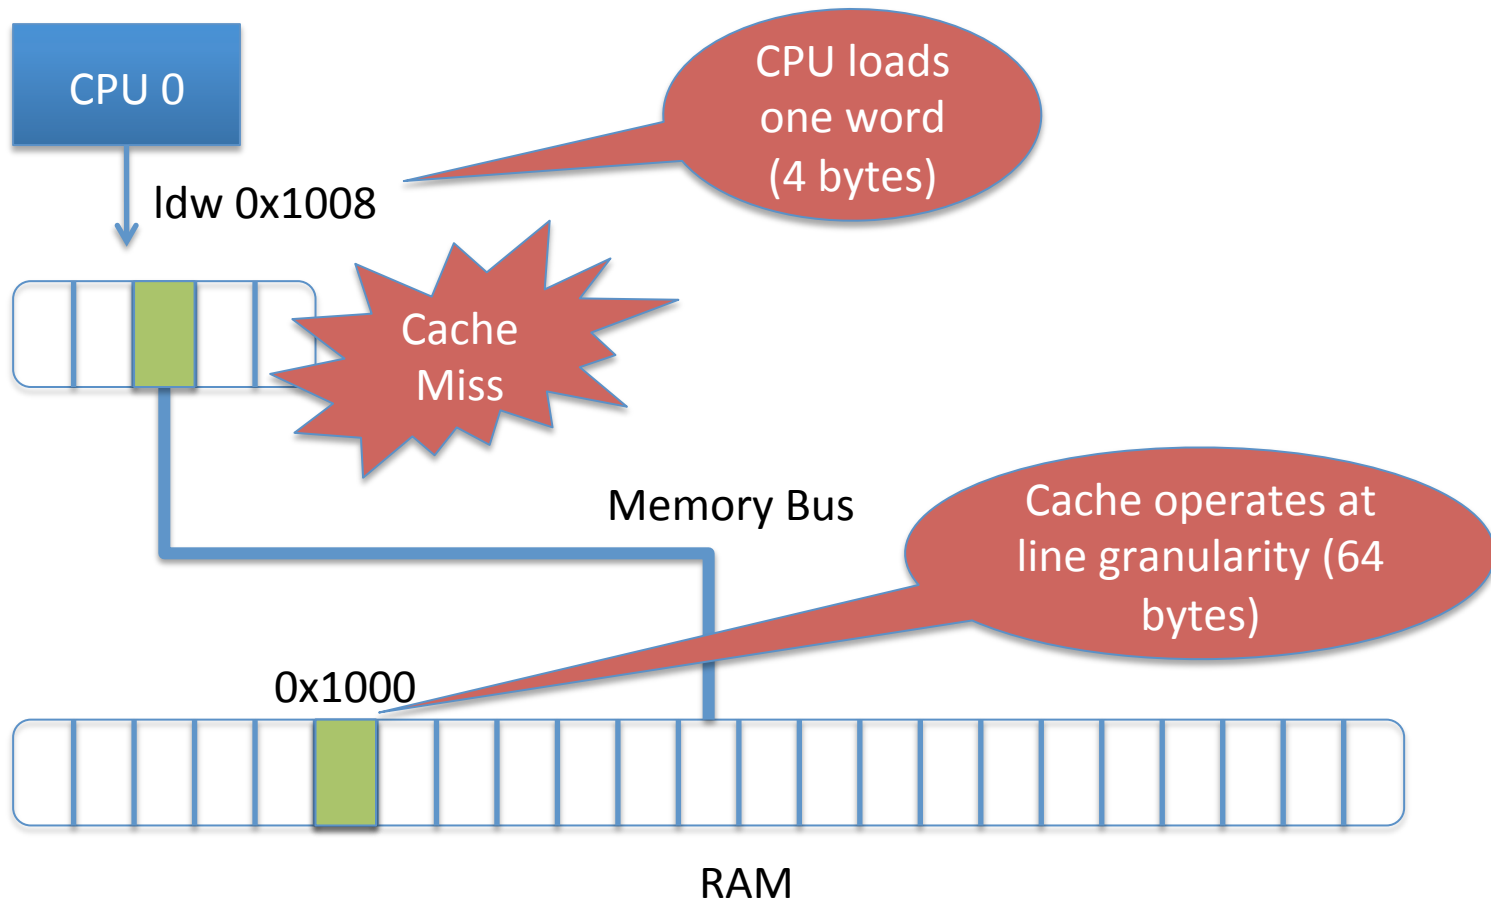 CPU 0
CPU loads
one word
(4 bytes)
ldw 0x1008
Cache
Miss
Memory Bus
Cache operates at
line granularity (64
bytes)
0x1000
RAM